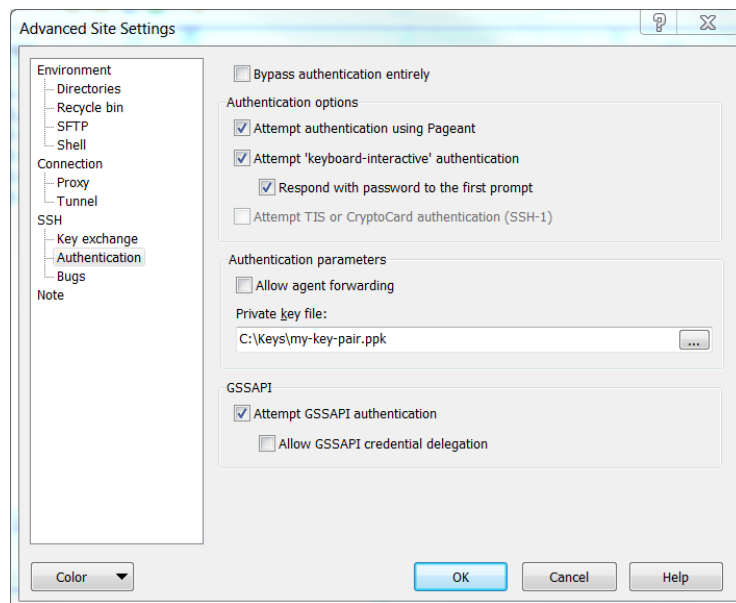 Advanced Site Settings
Environment
Directories
Recycle bin
SFTP
Shell
Connection
Proxy
Tunnel
SSH
Key exchange
Authentication
Bugs
Note
Bypass authentication entirely
Authentication options
Attempt authentication using Pageant
Attempt 'keyboard-interactive' authentication
Respond with password to the first prompt
Attempt TIS or CryptoCard authentication (SSH-1)
Authentication parameters
Allow agent forwarding
Private key file:
C:\Keys\my-key-pair.ppk
...
GSSAPI
Attempt GSSAPI authentication
Allow GSSAPI credential delegation
Color
OK
Cancel
Help